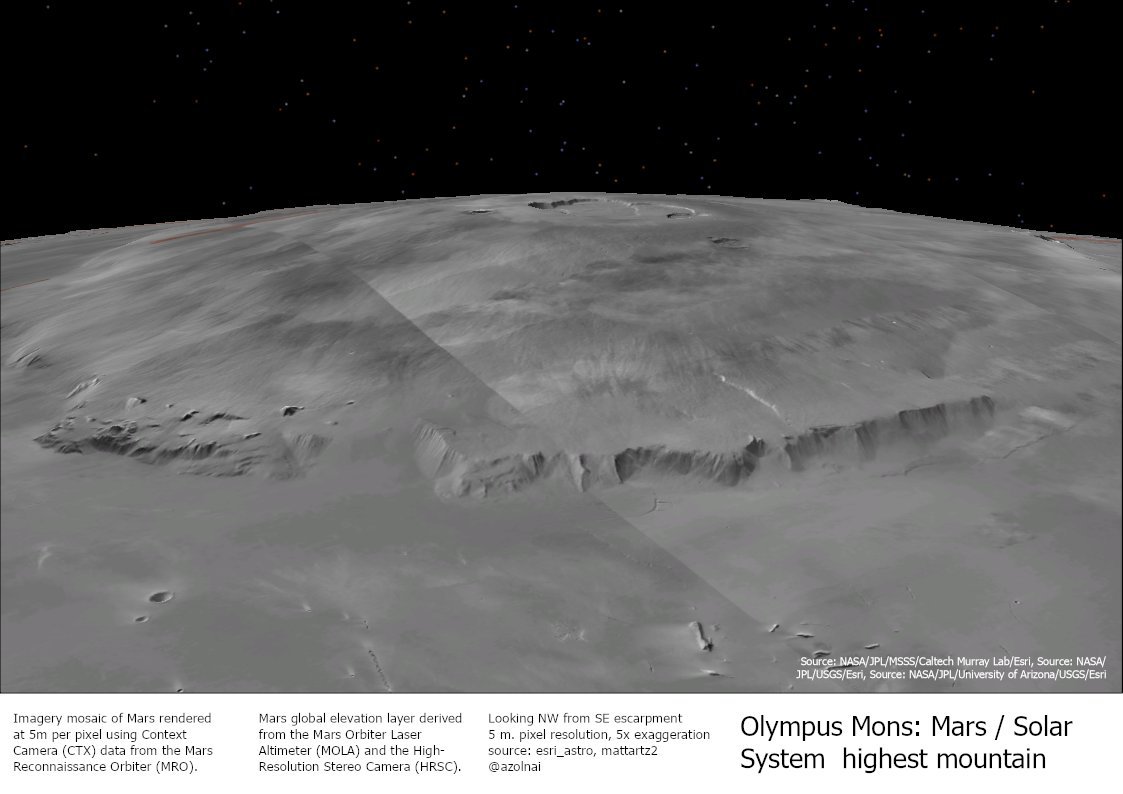 Source: NASA/JPL/MSSS/Caltech Murray Lab/Esri, Source: NASA/
JPL/USGS/Esri, Source: NASA/JPL/University of Arizona/USGS/Esri
Imagery mosaic of Mars rendered
at 5m per pixel using Context
Camera (CTX) data from the Mars
Reconnaissance Orbiter (MRO).
Mars global elevation layer derived
from the Mars Orbiter Laser
Altimeter (MOLA) and the High-
Resolution Stereo Camera (HRSC).
Looking NW from SE escarpment
5 m. pixel resolution, 5x exaggeration
source: esri_astro, mattartz2
@azolnai
Olympus Mons: Mars / Solar
System  highest mountain